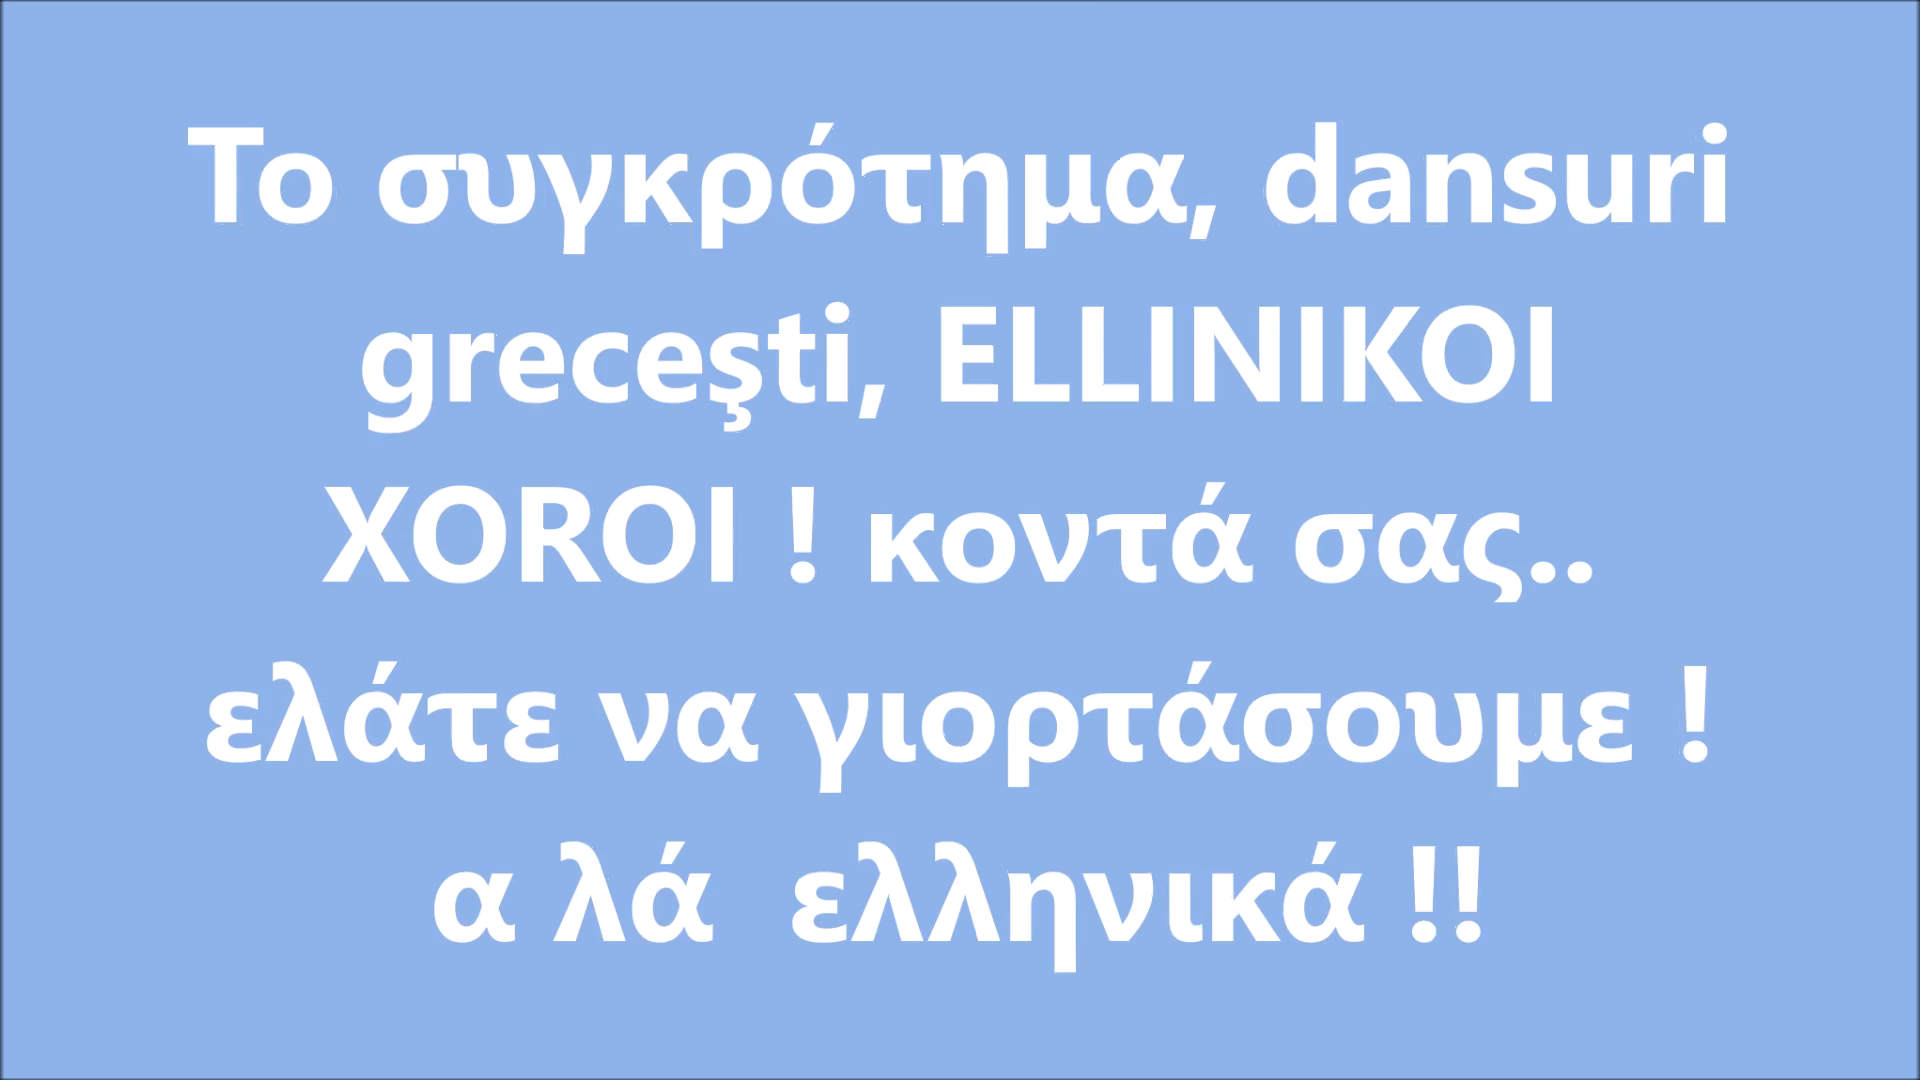 Το συγκρότημα, dansuri
greceşti, ELLINIKOI
XOROI ! κοντά σας..
ελάτε να γιορτάσουμε !
α λά  ελληνικά !!